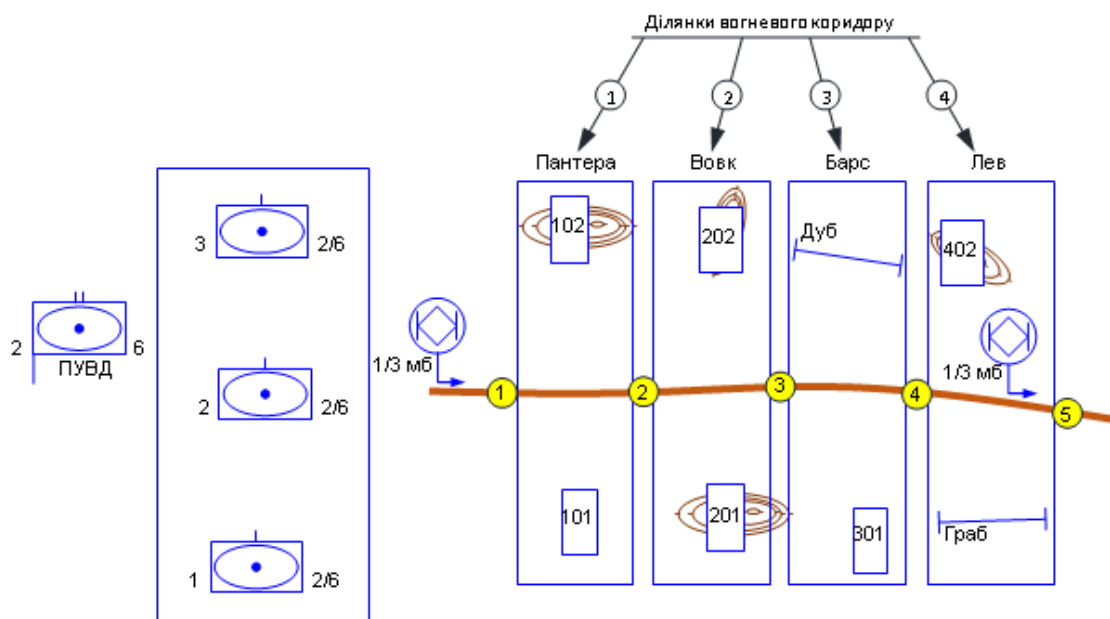 Ділянки вогневого коридору
1 2 3 4
Пантера Вовк Барс Лев
102 202 Дуб 402
3 2/6
2 6
ПУВД
1/3 мб 1/3 мб
1 2 3 4 5
2 2/6
101 201 301 Граб
1 2/6